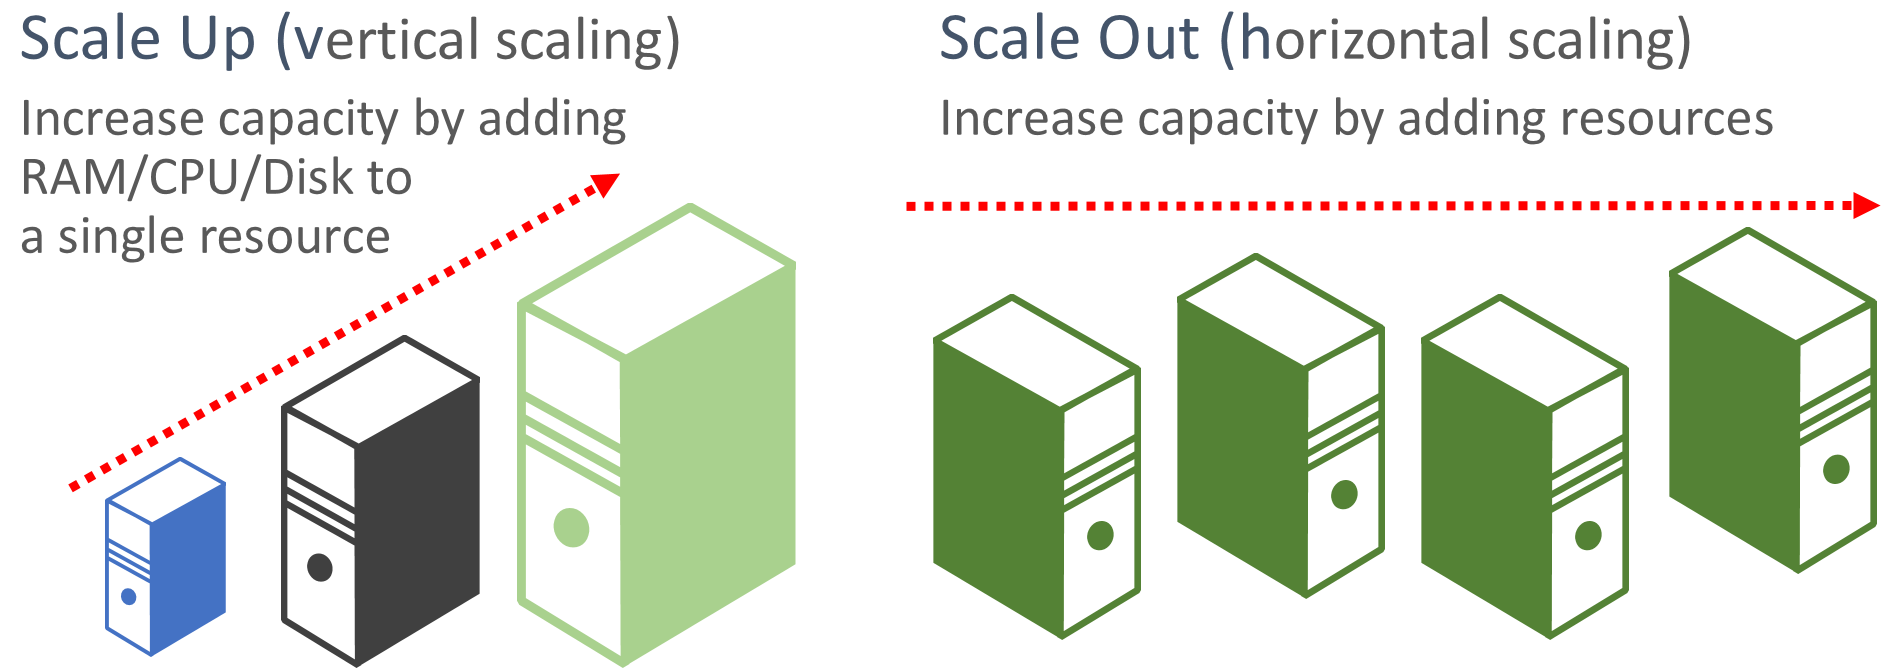 Scale Up (vertical scaling)
Increase capacity by adding
RAM/CPU/Disk to
a single resource
Scale Out (horizontal scaling)
Increase capacity by adding resources